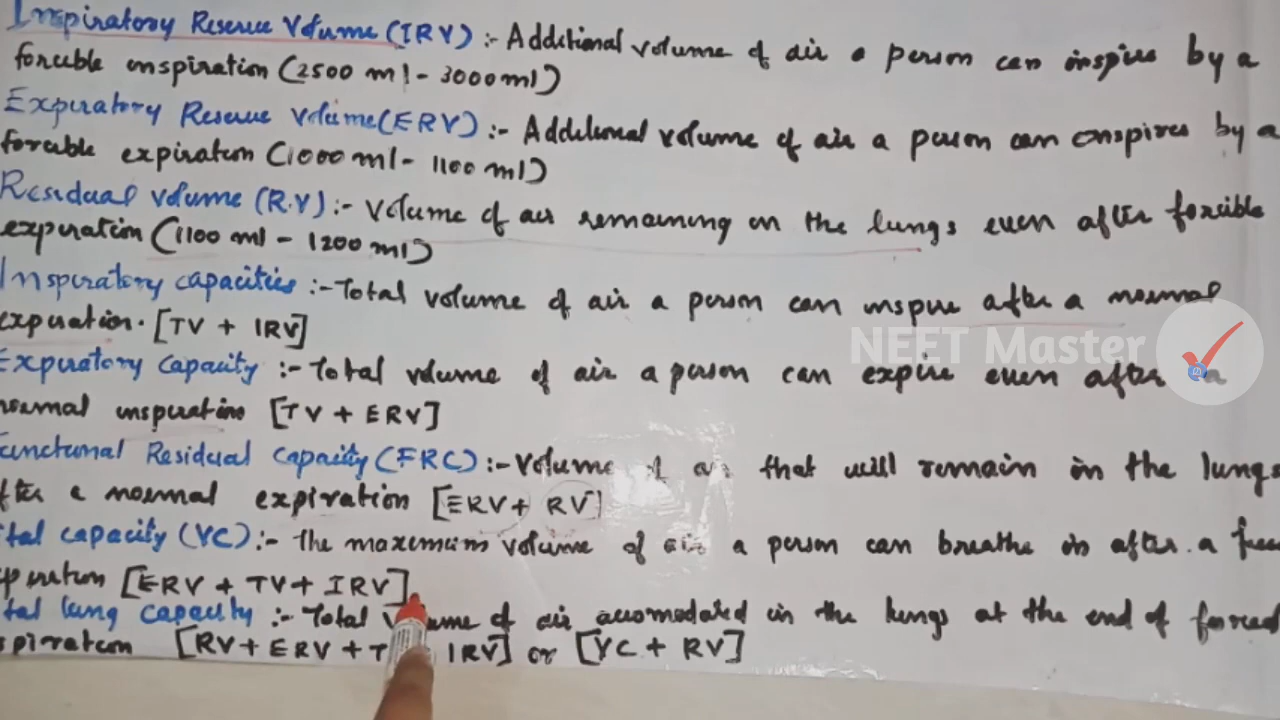 Inspiratory Reserve Volume (IRV) :- Additional volume of air a person can inspire by a
forcible inspiration (2500 ml - 3000 ml)
Expiratory Reserve Volume (ERV) :- Additional volume of air a person can conspires by a
forcible expiration (1000 ml - 1100 ml)
Residual Volume (R.V) :- Volume of air remaining in the lungs even after forcible
expiration (1100 ml - 1200 ml)
Inspiratory capacities :- Total volume of air a person can inspire after a normal
expiration. [TV + IRV]
NEET Master
Expiratory Capacity :- Total volume of air a person can expire even after a
normal inspiration [TV + ERV]
Functional Residual Capacity (FRC) :- Volume of air that will remain in the lungs
after a normal expiration [ERV + RV]
tal capacity (VC) :- The maximum volume of air a person can breathe in after a
piration [ERV + TV + IRV]
tal lung capacity :- Total volume of air accomodated in the lungs at the end of forced
spiration [RV + ERV + T IRV] or [VC + RV]